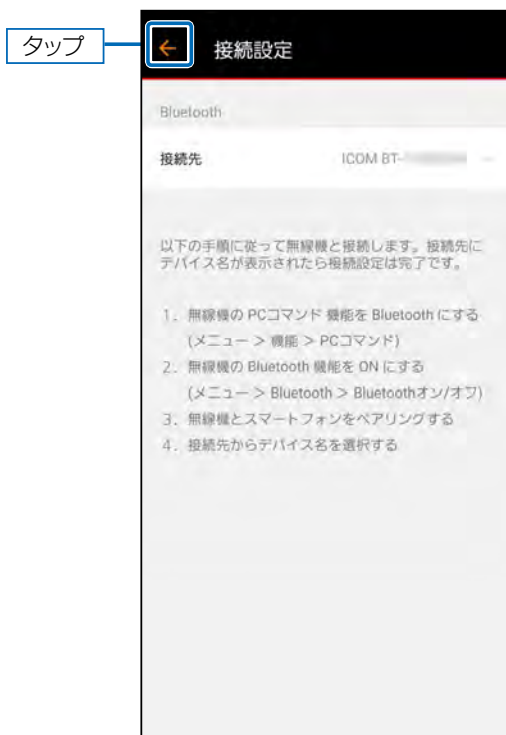 タップ
接続設定
Bluetooth
接続先 ICOM BT-
以下の手順に従って無線機と接続します。接続先に
デバイス名が表示されたら接続設定は完了です。
1. 無線機の PCコマンド 機能を Bluetooth にする
(メニュー > 機能 > PCコマンド)
2. 無線機の Bluetooth 機能を ON にする
(メニュー > Bluetooth > Bluetoothオン/オフ)
3. 無線機とスマートフォンをペアリングする
4. 接続先からデバイス名を選択する